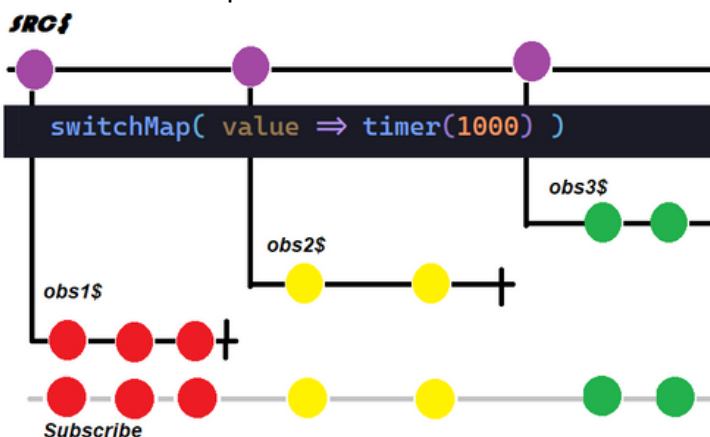 SRC$
switchMap( value => timer(1000) )
obs3$
obs2$
obs1$
Subscribe